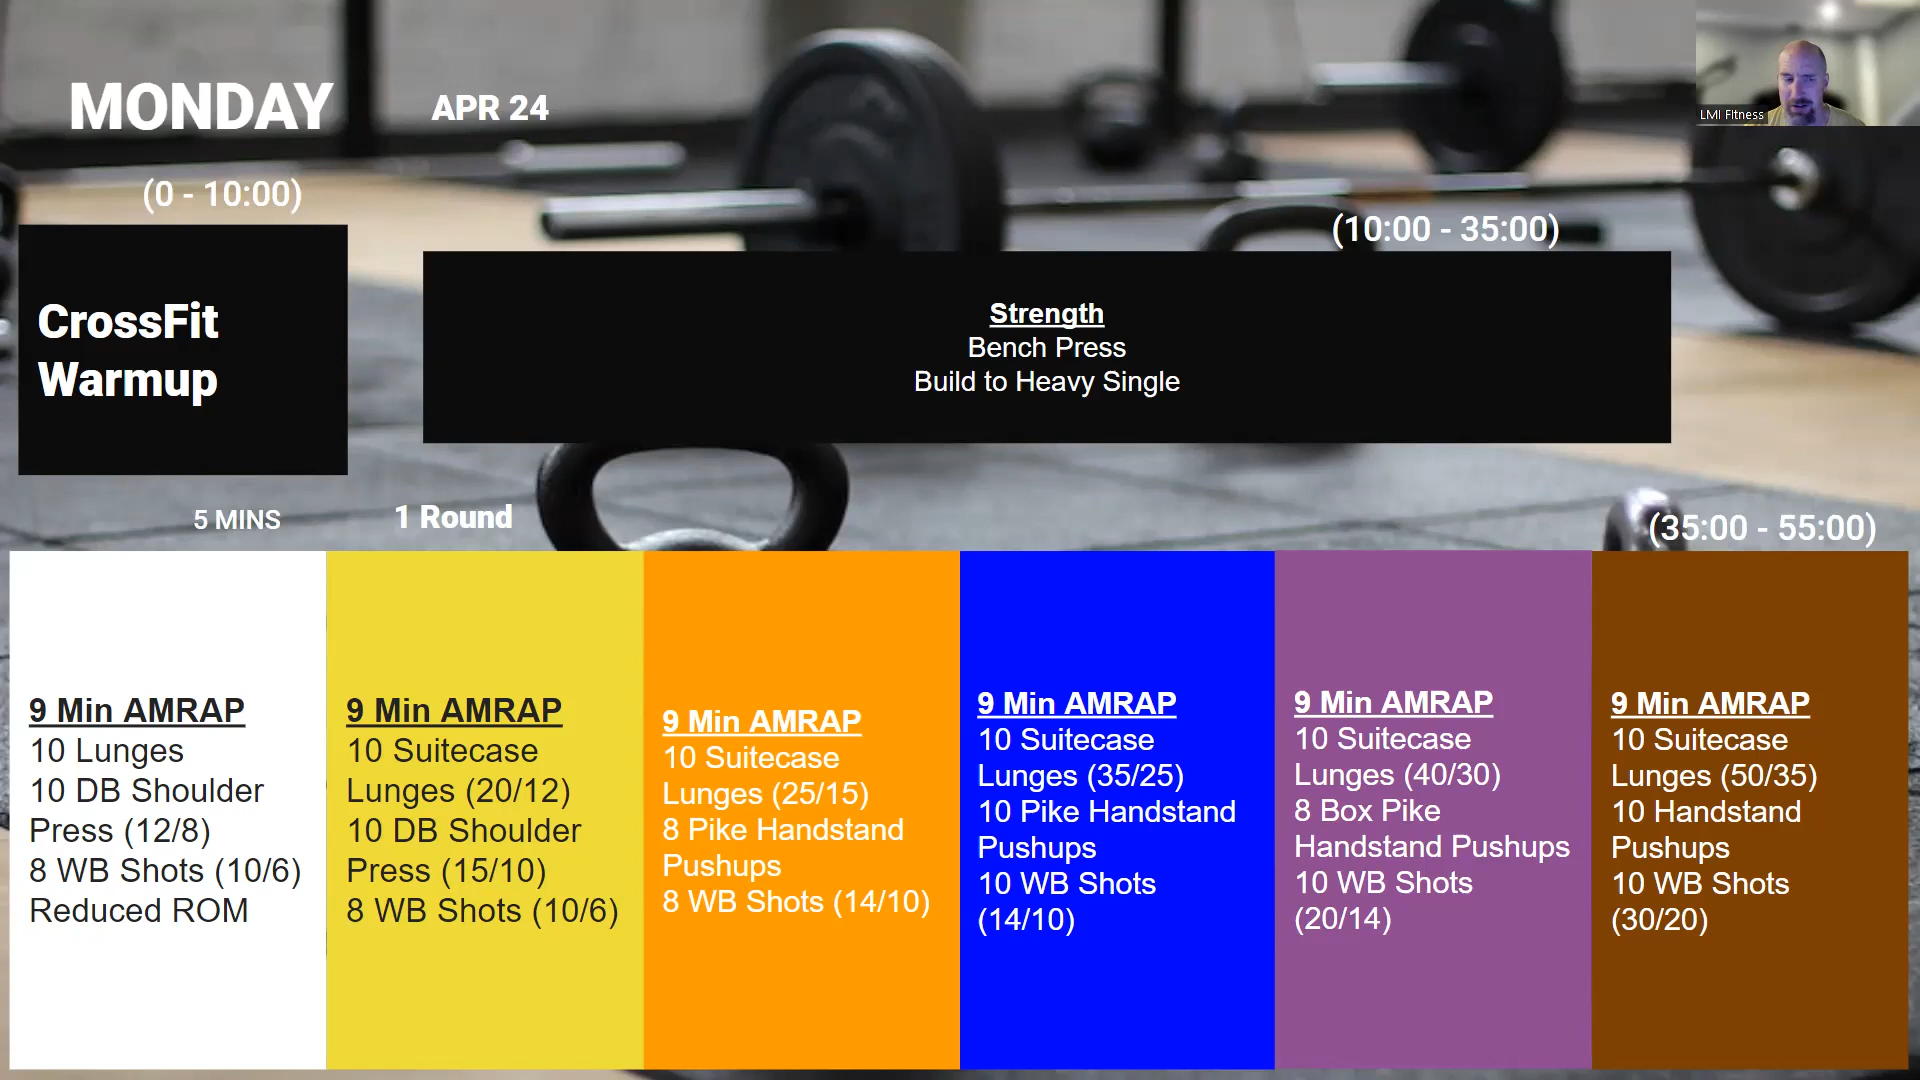 MONDAY
APR 24
LMI Fitness
(0 - 10:00)
(10:00 - 35:00)
CrossFit
Warmup
Strength
Bench Press
Build to Heavy Single
5 MINS
1 Round
(35:00 - 55:00)
9 Min AMRAP
10 Lunges
10 DB Shoulder
Press (12/8)
8 WB Shots (10/6)
Reduced ROM
9 Min AMRAP
10 Suitecase
Lunges (20/12)
10 DB Shoulder
Press (15/10)
8 WB Shots (10/6)
9 Min AMRAP
10 Suitecase
Lunges (25/15)
8 Pike Handstand
Pushups
8 WB Shots (14/10)
9 Min AMRAP
10 Suitecase
Lunges (35/25)
10 Pike Handstand
Pushups
10 WB Shots
(14/10)
9 Min AMRAP
10 Suitecase
Lunges (40/30)
8 Box Pike
Handstand Pushups
10 WB Shots
(20/14)
9 Min AMRAP
10 Suitecase
Lunges (50/35)
10 Handstand
Pushups
10 WB Shots
(30/20)